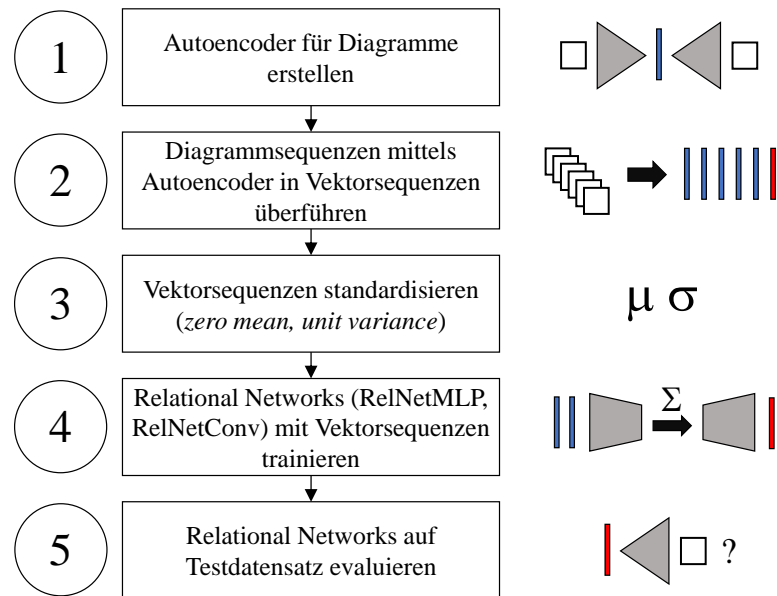 1
Autoencoder für Diagramme
erstellen
2
Diagrammsequenzen mittels
Autoencoder in Vektorsequenzen
überführen
3
Vektorsequenzen standardisieren
(zero mean, unit variance)
μ σ
4
Relational Networks (RelNetMLP,
RelNetConv) mit Vektorsequenzen
trainieren
Σ
5
Relational Networks auf
Testdatensatz evaluieren
?